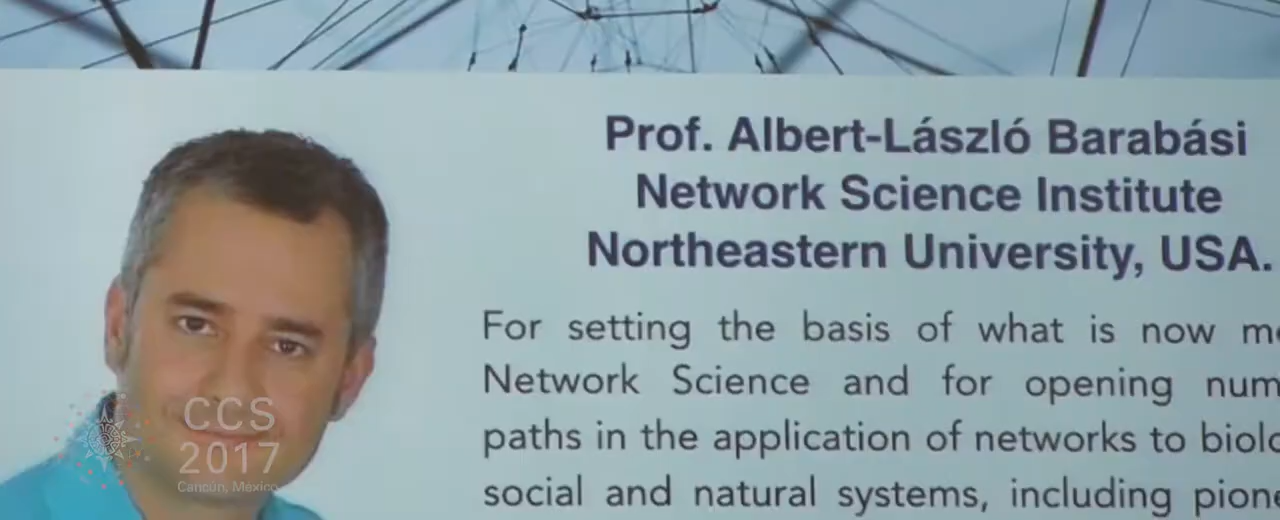 Prof. Albert-László Barabási
Network Science Institute
Northeastern University, USA.
For setting the basis of what is now
Network Science and for opening
paths in the application of networks to
social and natural systems, including
CCS
2017
Cancún, México